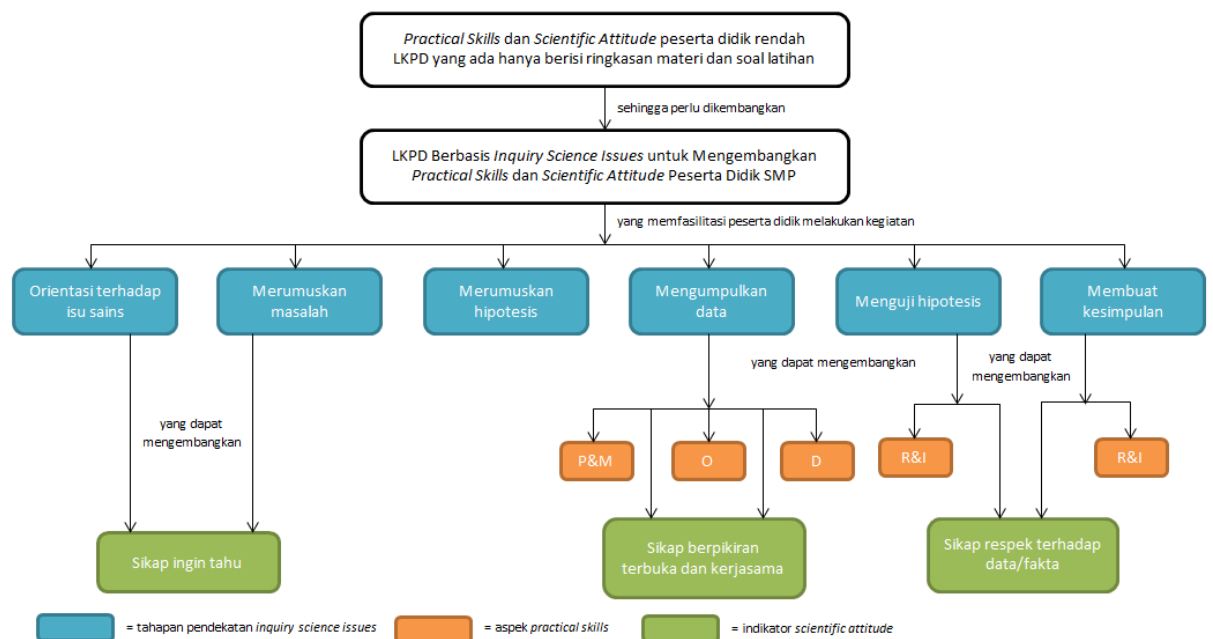 Practical Skills dan Scientific Attitude peserta didik rendah
LKPD yang ada hanya berisi ringkasan materi dan soal latihan
sehingga perlu dikembangkan
LKPD Berbasis Inquiry Science Issues untuk Mengembangkan
Practical Skills dan Scientific Attitude Peserta Didik SMP
yang memfasilitasi peserta didik melakukan kegiatan
Orientasi terhadap
isu sains
Merumuskan
masalah
Merumuskan
hipotesis
Mengumpulkan
data
Menguji hipotesis
Membuat
kesimpulan
yang dapat mengembangkan
yang dapat
mengembangkan
yang dapat
mengembangkan
P&M
O
D
R&I
R&I
Sikap ingin tahu
Sikap berpikiran
terbuka dan kerjasama
Sikap respek terhadap
data/fakta
= tahapan pendekatan inquiry science issues
= aspek practical skills
= indikator scientific attitude